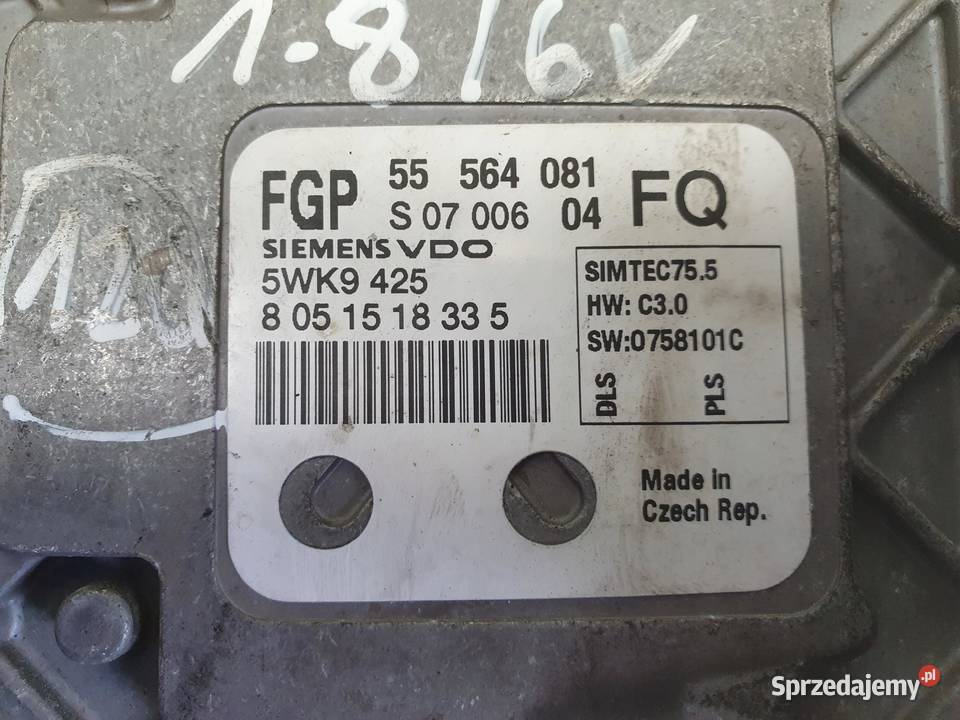 1.8 16v
FGP 55 564 081 FQ
S 07 006 04
SIEMENS VDO
5WK9 425
8 05 15 18 33 5
SIMTEC75.5
HW: C3.0
SW:0758101C
DLS PLS
Made in
Czech Rep.
Sprzedajemy.pl